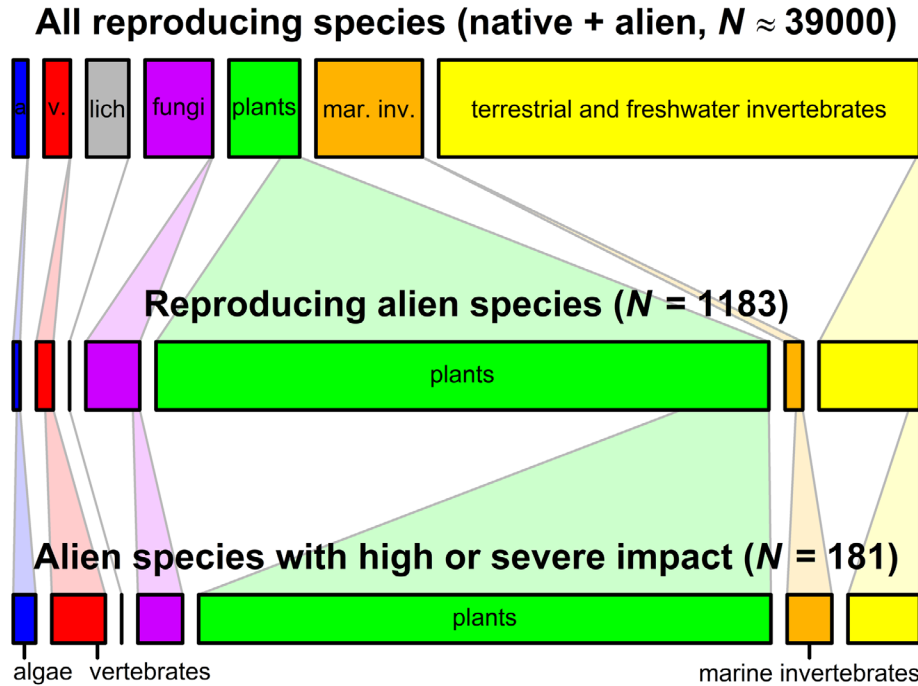 All reproducing species (native + alien, N ≈ 39000)
a v. lich fungi plants mar. inv. terrestrial and freshwater invertebrates
Reproducing alien species (N = 1183)
plants
Alien species with high or severe impact (N = 181)
plants
algae vertebrates marine invertebrates